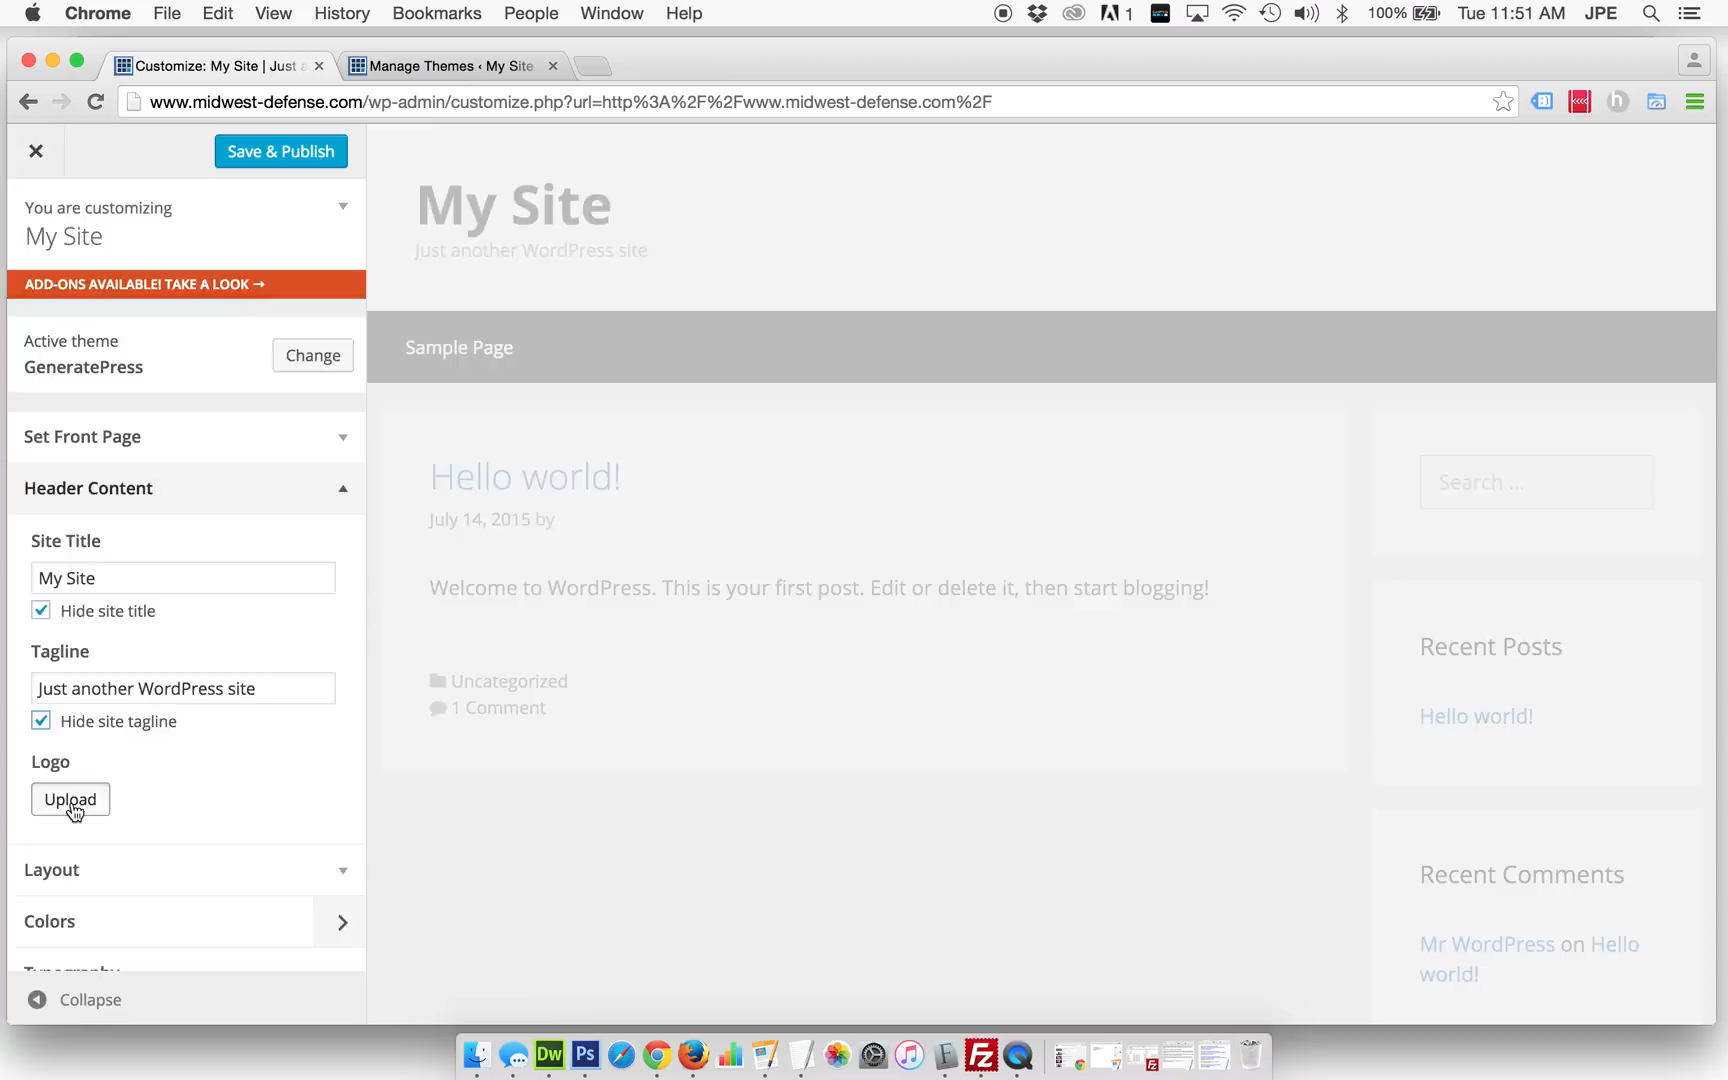 Chrome File Edit View History Bookmarks People Window Help 1 100% Tue 11:51 AM JPE
Customize: My Site | Just a
Manage Themes ‹ My Site
www.midwest-defense.com/wp-admin/customize.php?url=http%3A%2F%2Fwww.midwest-defense.com%2F
Save & Publish
You are customizing
My Site
ADD-ONS AVAILABLE! TAKE A LOOK →
Active theme
GeneratePress
Change
Set Front Page
Header Content
Site Title
My Site
Hide site title
Tagline
Just another WordPress site
Hide site tagline
Logo
Upload
Layout
Colors
Typography
Collapse
My Site
Just another WordPress site
Sample Page
Hello world!
July 14, 2015 by
Welcome to WordPress. This is your first post. Edit or delete it, then start blogging!
Uncategorized
1 Comment
Search ...
Recent Posts
Hello world!
Recent Comments
Mr WordPress on Hello
world!
Dw
Ps
Fz